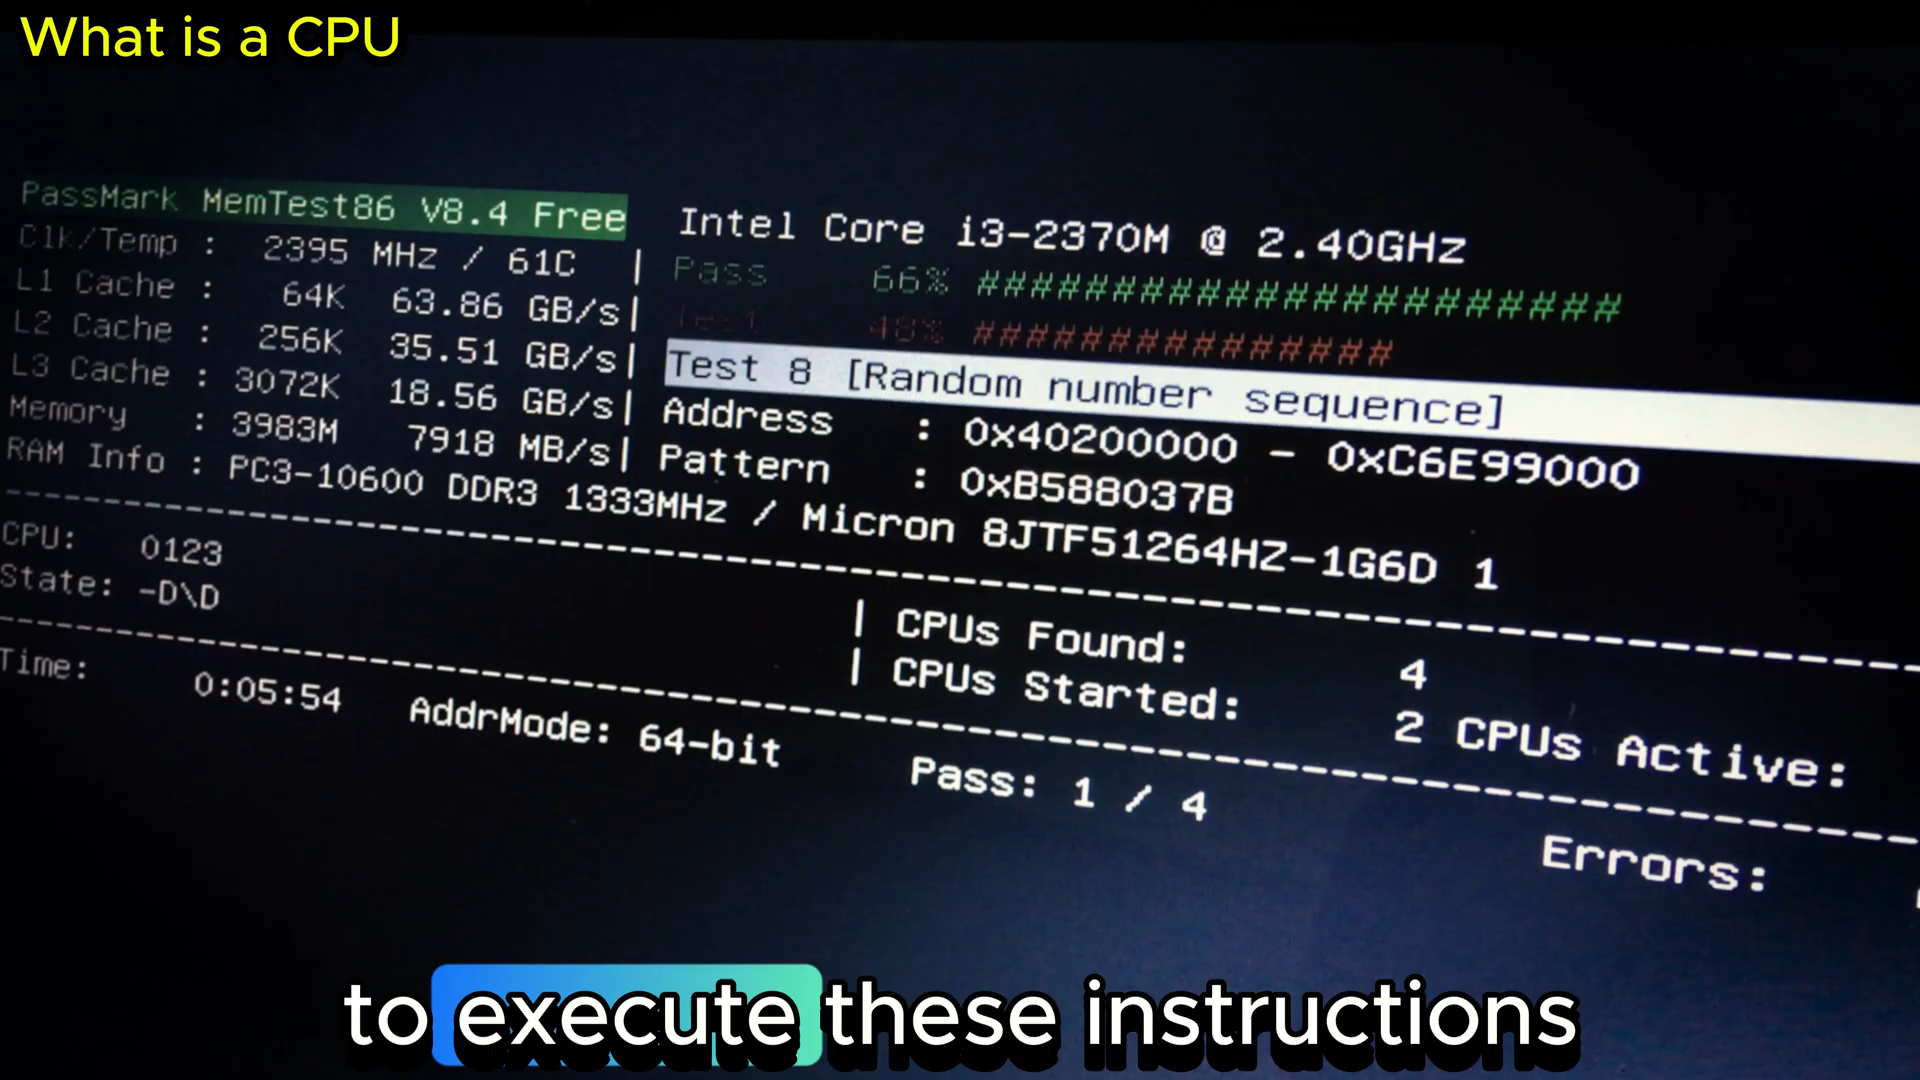 What is a CPU
PassMark MemTest86 V8.4 Free
Intel Core i3-2370M @ 2.40GHz
Clk/Temp : 2395 MHz / 61C |
Pass 66% ########################
L1 Cache : 64K 63.86 GB/s|
Test 48% ################
L2 Cache : 256K 35.51 GB/s|
Test 8 [Random number sequence]
L3 Cache : 3072K 18.56 GB/s|
Address : 0x40200000 - 0xC6E99000
Memory : 3983M 7918 MB/s|
Pattern : 0xB588037B
RAM Info : PC3-10600 DDR3 1333MHz / Micron 8JTF51264HZ-1G6D 1
CPU: 0123
| CPUs Found: 4
State: -D\D
| CPUs Started: 2 CPUs Active:
Time: 0:05:54 AddrMode: 64-bit Pass: 1 / 4 Errors:
to execute these instructions